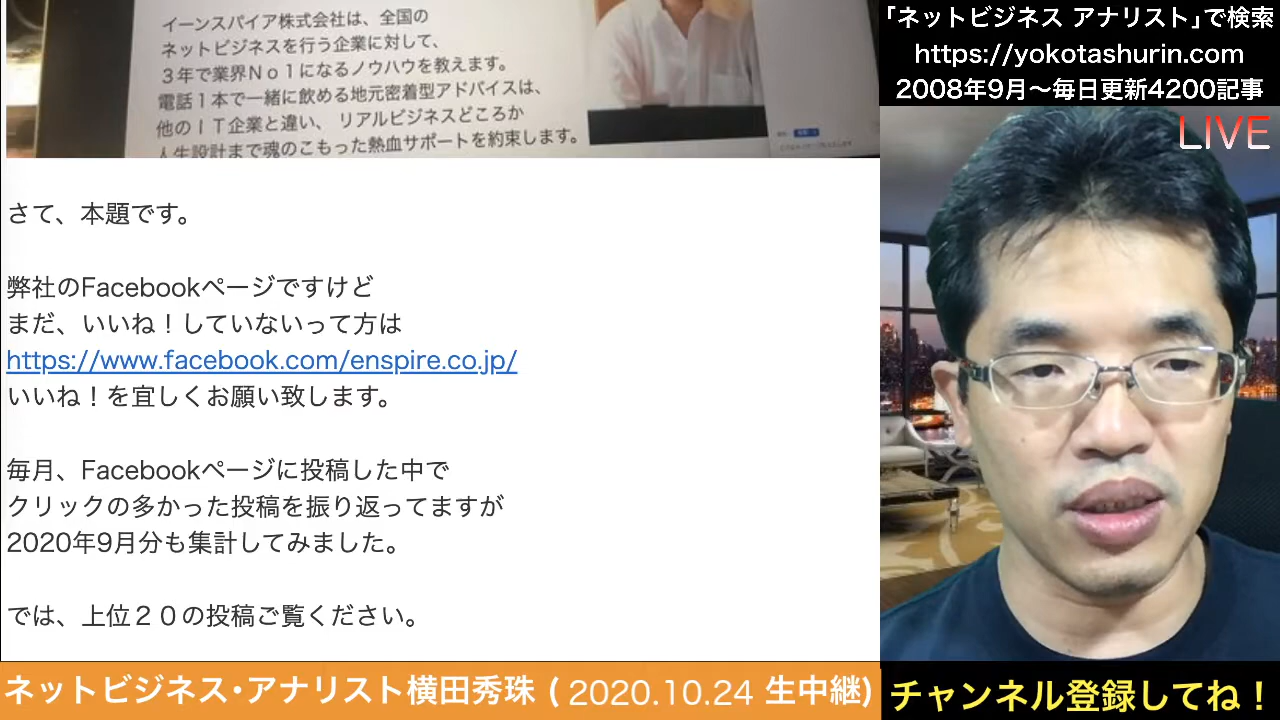 イーンスパイア株式会社は、全国の
ネットビジネスを行う企業に対して、
３年で業界Ｎｏ１になるノウハウを教えます。
電話１本で一緒に飲める地元密着型アドバイスは、
他のＩＴ企業と違い、リアルビジネスどころか
人生設計まで魂のこもった熱血サポートを約束します。
さて、本題です。
弊社のFacebookページですけど
まだ、いいね！していないって方は
https://www.facebook.com/enspire.co.jp/
いいね！を宜しくお願い致します。
毎月、Facebookページに投稿した中で
クリックの多かった投稿を振り返ってますが
2020年9月分も集計してみました。
では、上位２０の投稿ご覧ください。
ネットビジネス・アナリスト横田秀珠 ( 2020.10.24 生中継)
「ネットビジネス アナリスト」で検索
https://yokotashurin.com
2008年9月〜毎日更新4200記事
LIVE
チャンネル登録してね！